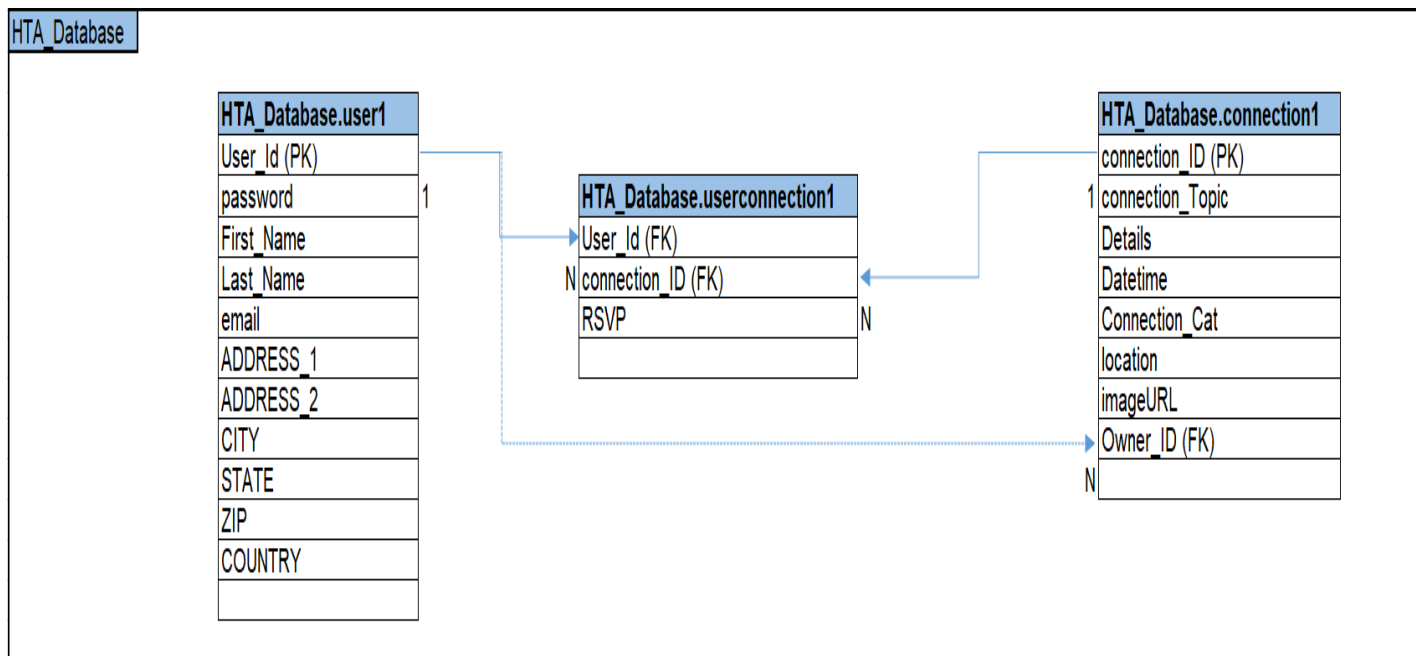 HTA_Database
HTA_Database.user1
User_Id (PK)
password
1
First_Name
Last_Name
email
ADDRESS_1
ADDRESS_2
CITY
STATE
ZIP
COUNTRY
HTA_Database.userconnection1
User_Id (FK)
N
connection_ID (FK)
RSVP
N
HTA_Database.connection1
connection_ID (PK)
1
connection_Topic
Details
Datetime
Connection_Cat
location
imageURL
Owner_ID (FK)
N